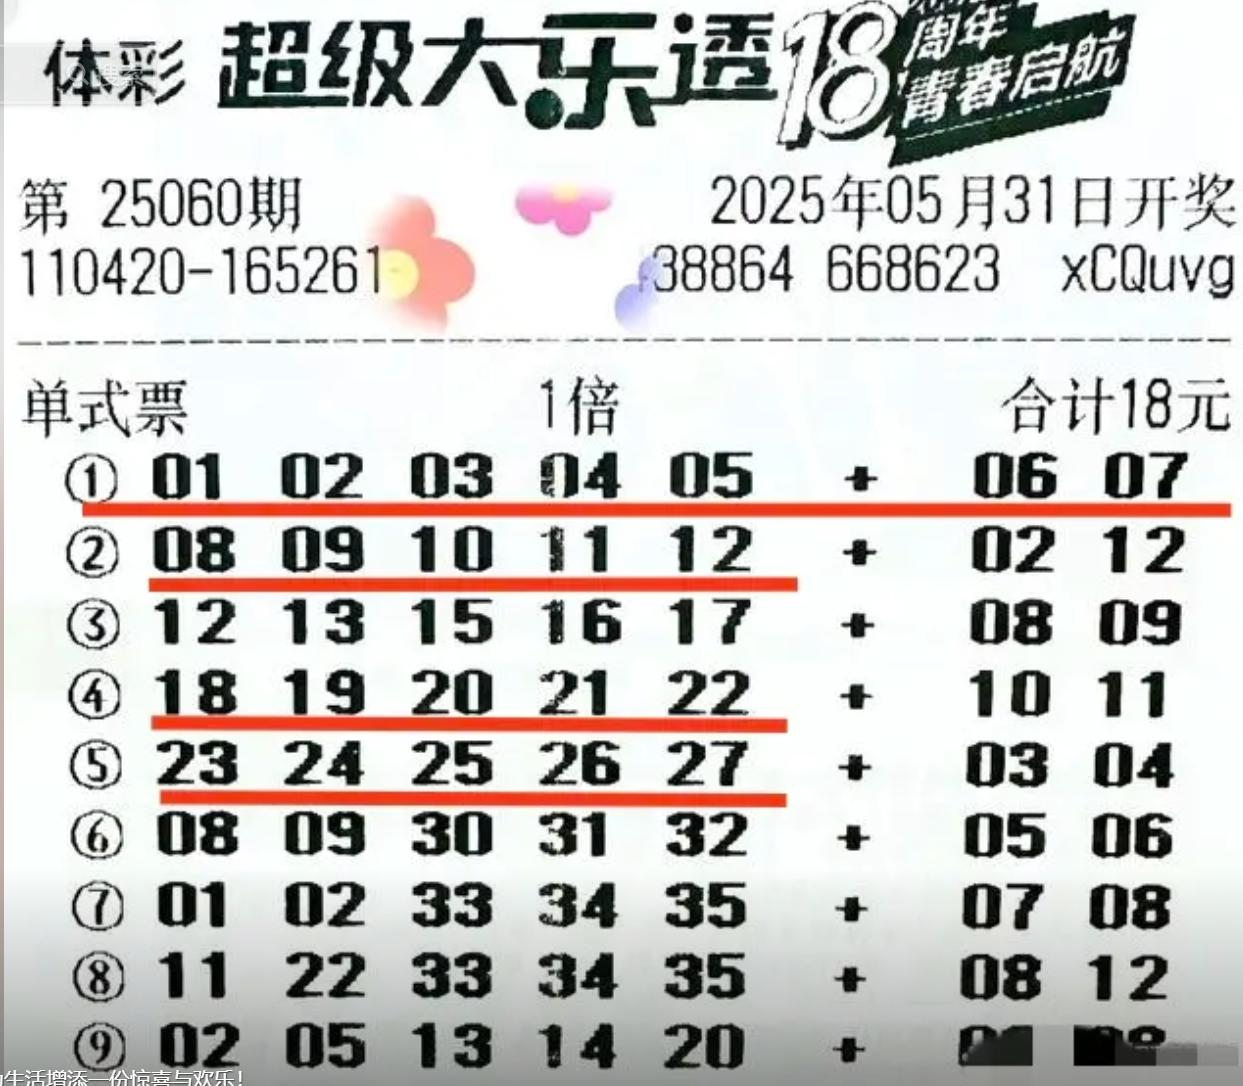 体彩 超级大乐透 18周年 青春启航
第 25060期 2025年05月31日开奖
110420-165261 38864 668623 xCQuvg
单式票 1倍 合计18元
① 01 02 03 04 05 + 06 07
② 08 09 10 11 12 + 02 12
③ 12 13 15 16 17 + 08 09
④ 18 19 20 21 22 + 10 11
⑤ 23 24 25 26 27 + 03 04
⑥ 08 09 30 31 32 + 05 06
⑦ 01 02 33 34 35 + 07 08
⑧ 11 22 33 34 35 + 08 12
⑨ 02 05 13 14 20 +
生活增添一份惊喜与欢乐!